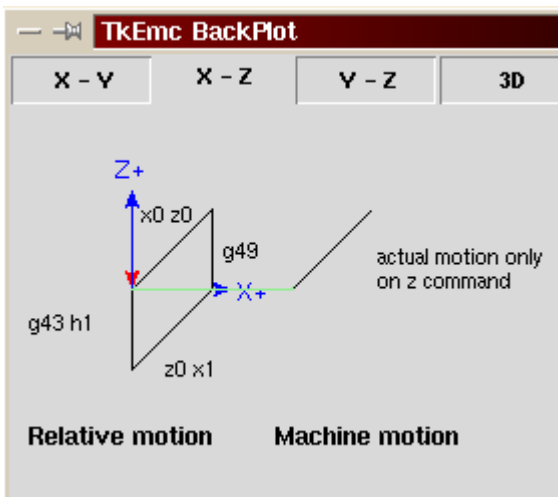 TkEmc BackPlot
X - Y
X - Z
Y - Z
3D
Z+
x0 z0
g49
actual motion only
on z command
X+
g43 h1
z0 x1
Relative motion
Machine motion